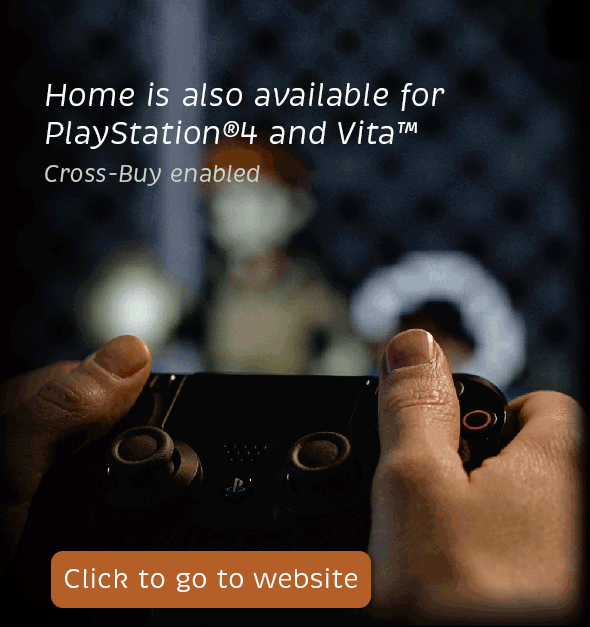 Home is also available for
PlayStation®4 and Vita™
Cross-Buy enabled
Click to go to website